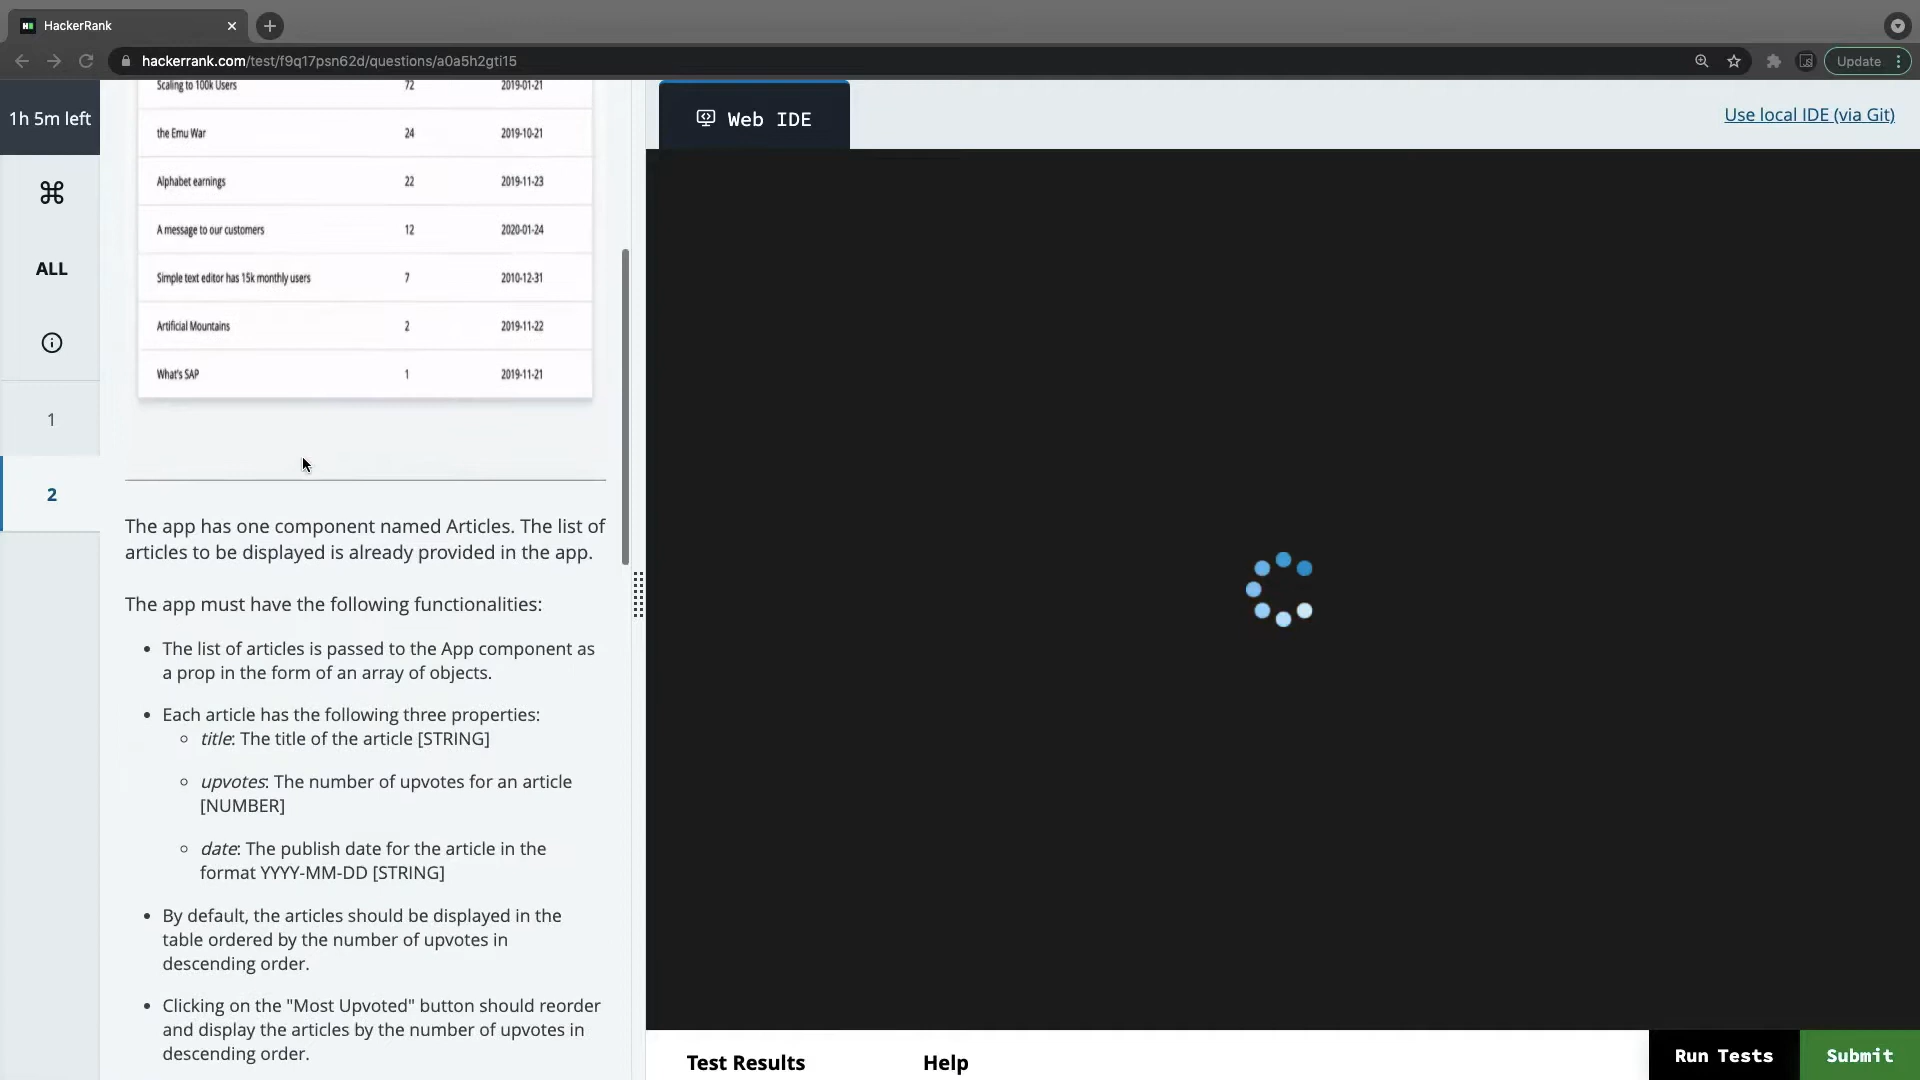 HackerRank
hackerrank.com/test/f9q17psn62d/questions/a0a5h2gti15
Update
1h 5m left
ALL
1
2
Scaling to 100k Users 72 2019-01-21
the Emu War 24 2019-10-21
Alphabet earnings 22 2019-11-23
A message to our customers 12 2020-01-24
Simple text editor has 15k monthly users 7 2010-12-31
Artificial Mountains 2 2019-11-22
What's SAP 1 2019-11-21
The app has one component named Articles. The list of
articles to be displayed is already provided in the app.
The app must have the following functionalities:
• The list of articles is passed to the App component as
a prop in the form of an array of objects.
• Each article has the following three properties:
○ title: The title of the article [STRING]
○ upvotes: The number of upvotes for an article
[NUMBER]
○ date: The publish date for the article in the
format YYYY-MM-DD [STRING]
• By default, the articles should be displayed in the
table ordered by the number of upvotes in
descending order.
• Clicking on the "Most Upvoted" button should reorder
and display the articles by the number of upvotes in
descending order.
Web IDE
Use local IDE (via Git)
Test Results
Help
Run Tests
Submit